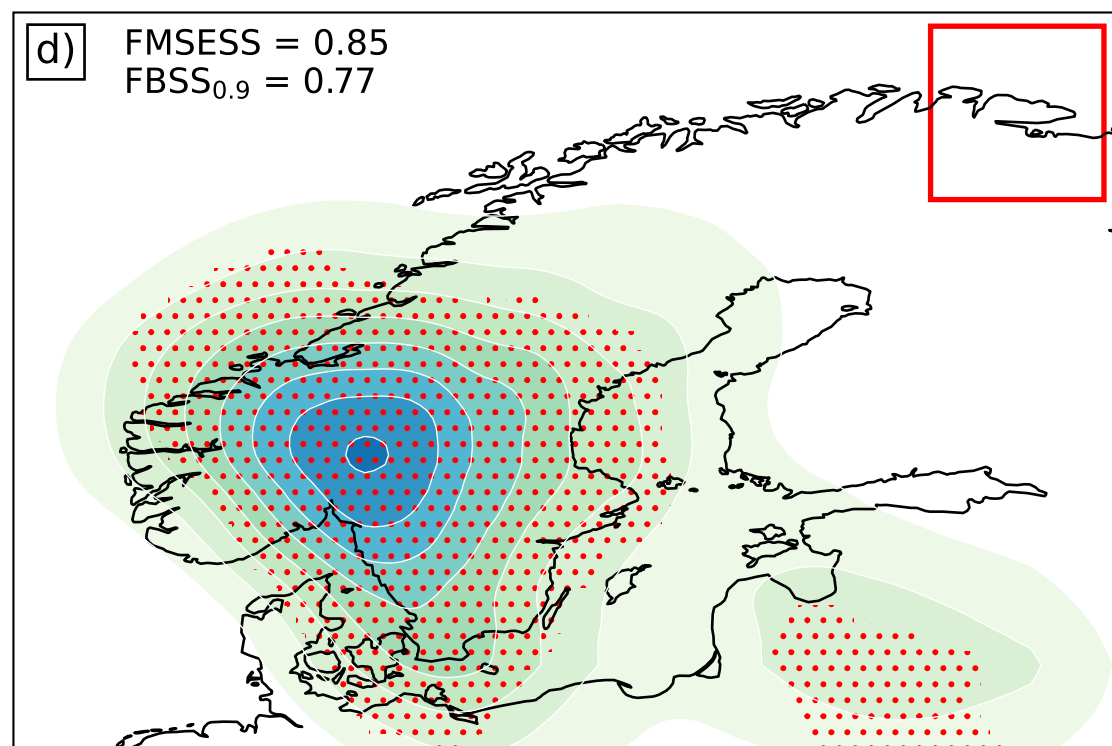 d)
FMSESS = 0.85
FBSS₀.₉ = 0.77